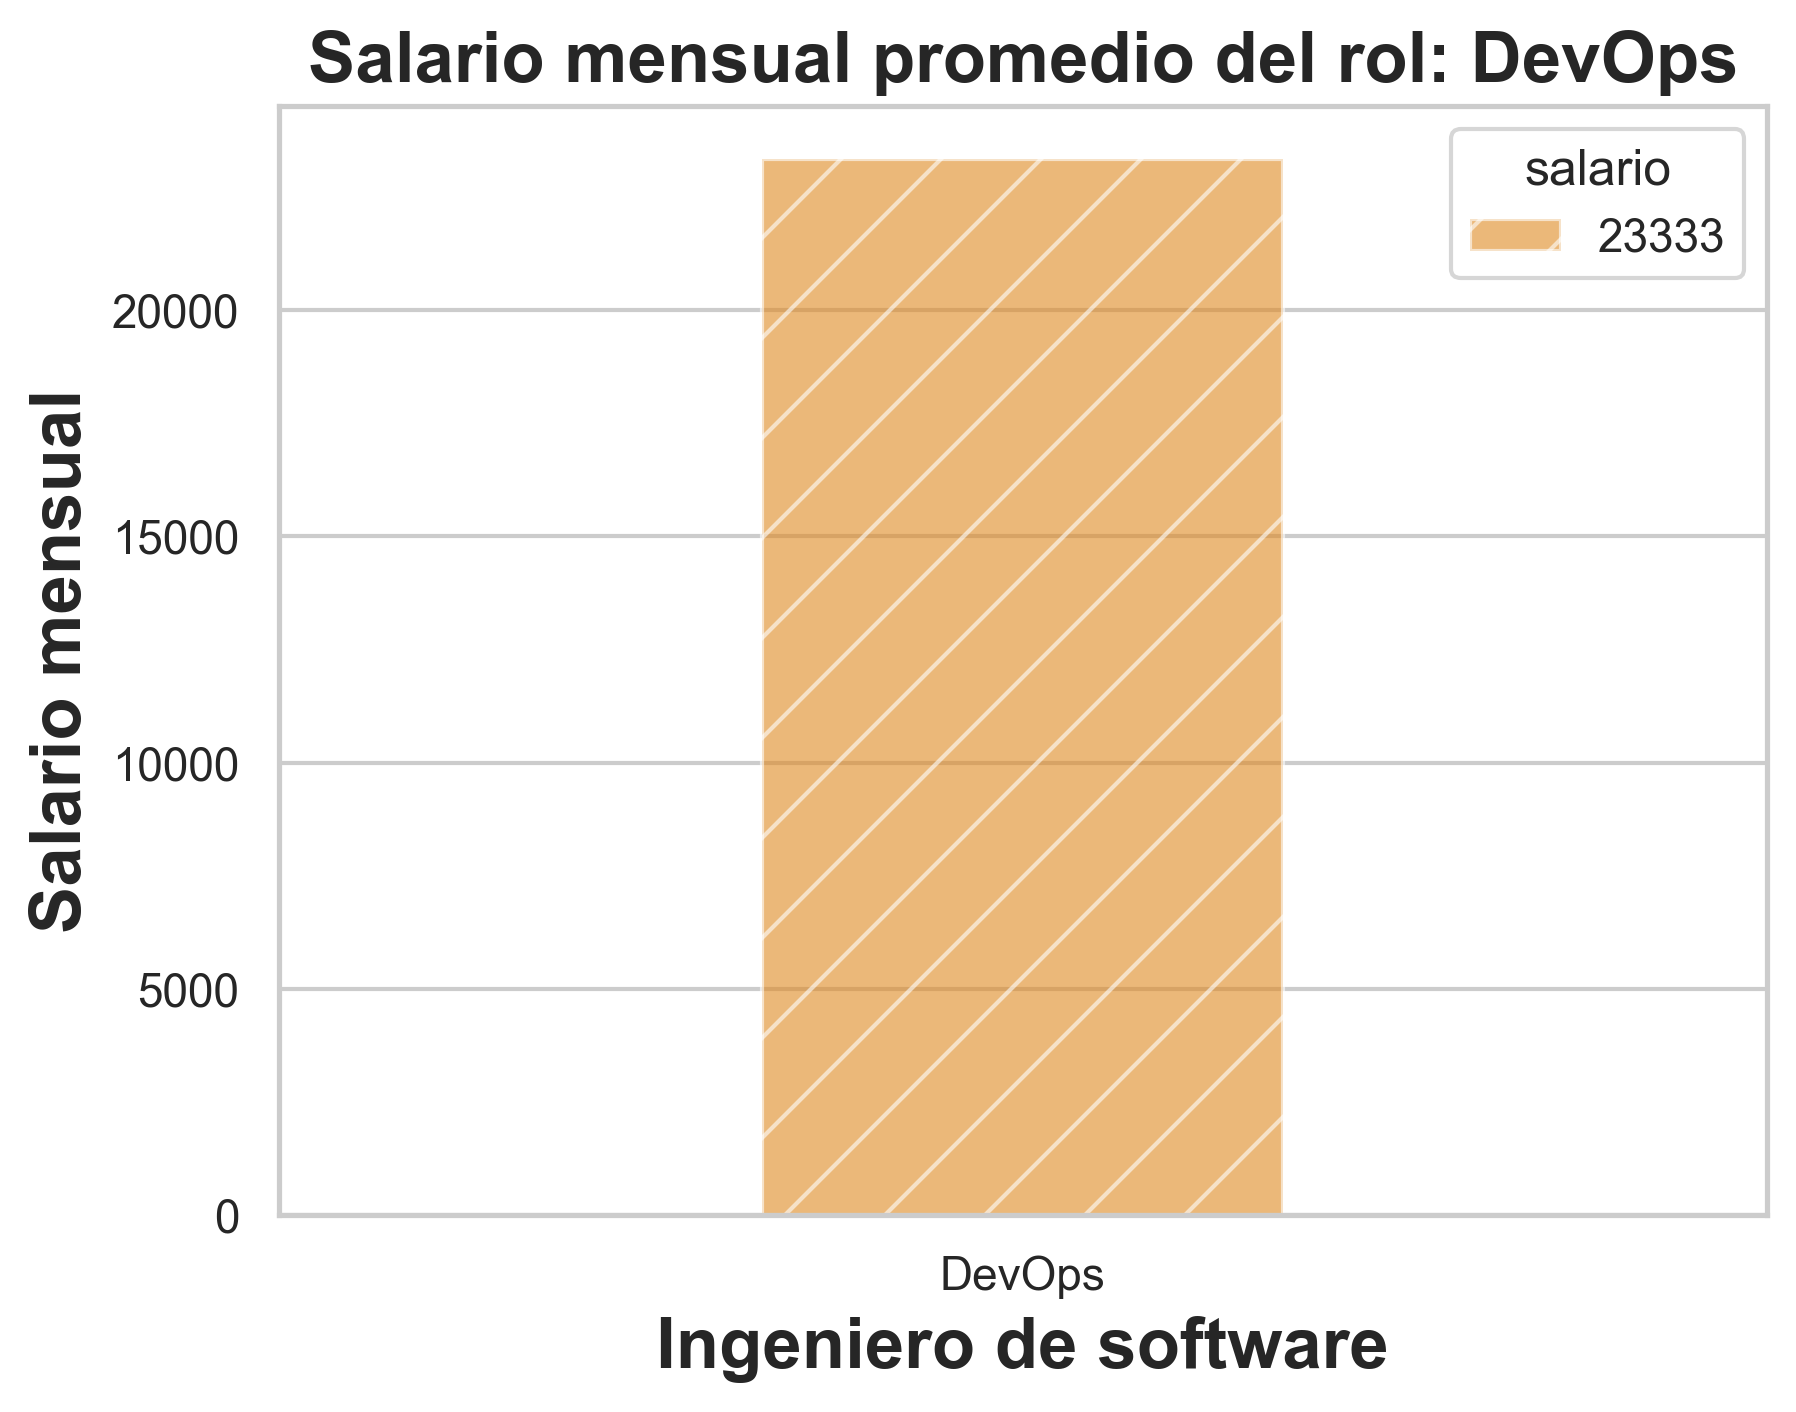 Salario mensual promedio del rol: DevOps
salario
23333
Salario mensual
20000
15000
10000
5000
0
DevOps
Ingeniero de software